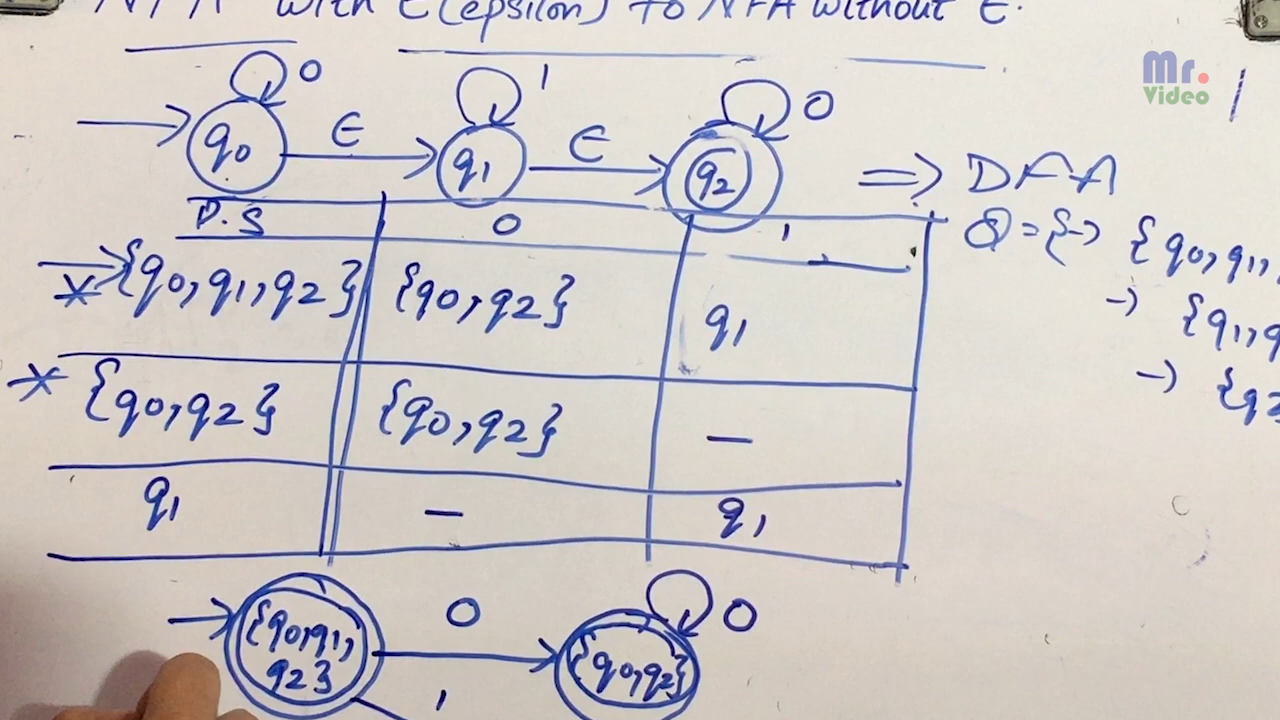 NFA with ε (epsilon) to NFA without ε.
Mr.
Video
0 1 0
q0 ε q1 ε q2 => DFA
P.S 0 1 Q = {→ {q0, q1,
→ * {q0, q1, q2} {q0, q2} q1 → {q1, q
* {q0, q2} {q0, q2} — → {q2
q1 — q1
{q0, q1, q2} 0 {q0, q2} 0
1